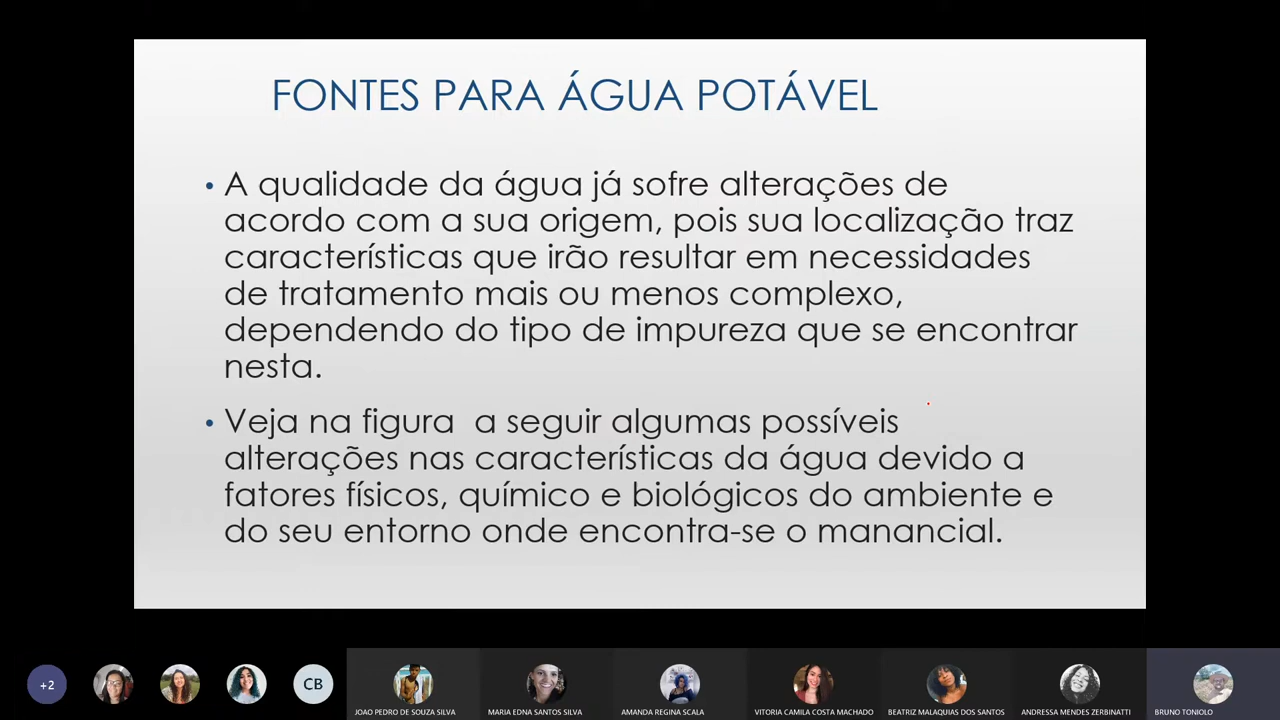 FONTES PARA ÁGUA POTÁVEL
• A qualidade da água já sofre alterações de
acordo com a sua origem, pois sua localização traz
características que irão resultar em necessidades
de tratamento mais ou menos complexo,
dependendo do tipo de impureza que se encontrar
nesta.
• Veja na figura  a seguir algumas possíveis
alterações nas características da água devido a
fatores físicos, químico e biológicos do ambiente e
do seu entorno onde encontra-se o manancial.
+2
CB
JOAO PEDRO DE SOUZA SILVA
MARIA EDNA SANTOS SILVA
AMANDA REGINA SCALA
VITORIA CAMILA COSTA MACHADO
BEATRIZ MALAQUIAS DOS SANTOS
ANDRESSA MENDES ZERBINATTI
BRUNO TONIOLO